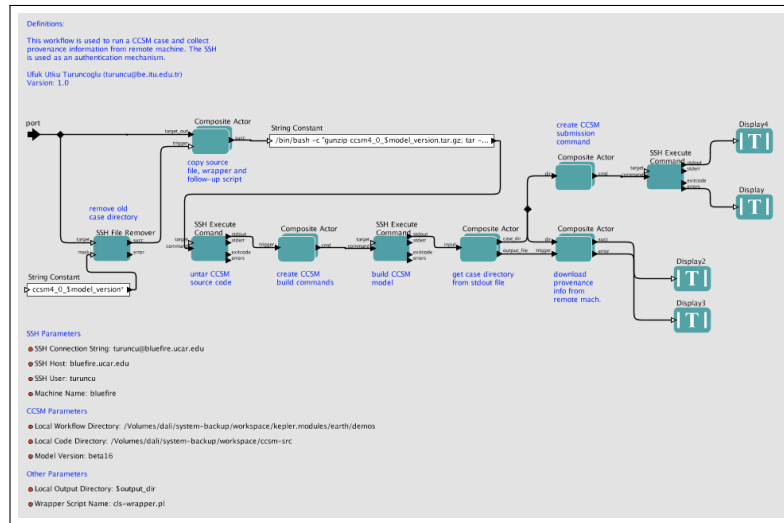 Definitions:
This workflow is used to run a CCSM case and collect
provenance information from remote machine. The SSH
is used as an authentication mechanism.
Ufuk Utku Turuncoglu (turuncu@be.itu.edu.tr)
Varsion: 1.0
port
Composite Actor
target_out
trigger
succ
copy source
file, wrapper and
follow-up script
String Constant
/bin/bash -c "gunzip ccsm4_0_$model_version.tar.gz; tar -...
create CCSM
submission
command
Composite Actor
dir
cmd
SSH Execute
Command
target
command
stdout
stderr
exitcode
errors
Display4
T
Display
T
remove old
case directory
SSH File Remover
target
mask
succ
error
String Constant
ccsm4_0_$model_version*
SSH Execute
Comand
target
command
stdout
stderr
exitcode
errors
untar CCSM
source code
Composite Actor
trigger
cmd
create CCSM
build commands
SSH Execute
Command
target
command
stdout
stderr
exitcode
errors
build CCSM
model
Composite Actor
input
case_dir
output_file
get case directory
from stdout file
Composite Actor
dir
trigger
succ
error
download
provenance
info from
remote mach.
Display2
T
Display3
T
SSH Parameters
SSH Connection String: turuncu@bluefire.ucar.edu
SSH Host: bluefire.ucar.edu
SSH User: turuncu
Machine Name: bluefire
CCSM Parameters
Local Workflow Directory: /Volumes/dali/system-backup/workspace/kepler.modules/earth/demos
Local Code Directory: /Volumes/dali/system-backup/workspace/ccsm-src
Model Version: beta16
Other Parameters
Local Output Directory: $output_dir
Wrapper Script Name: cls-wrapper.pl